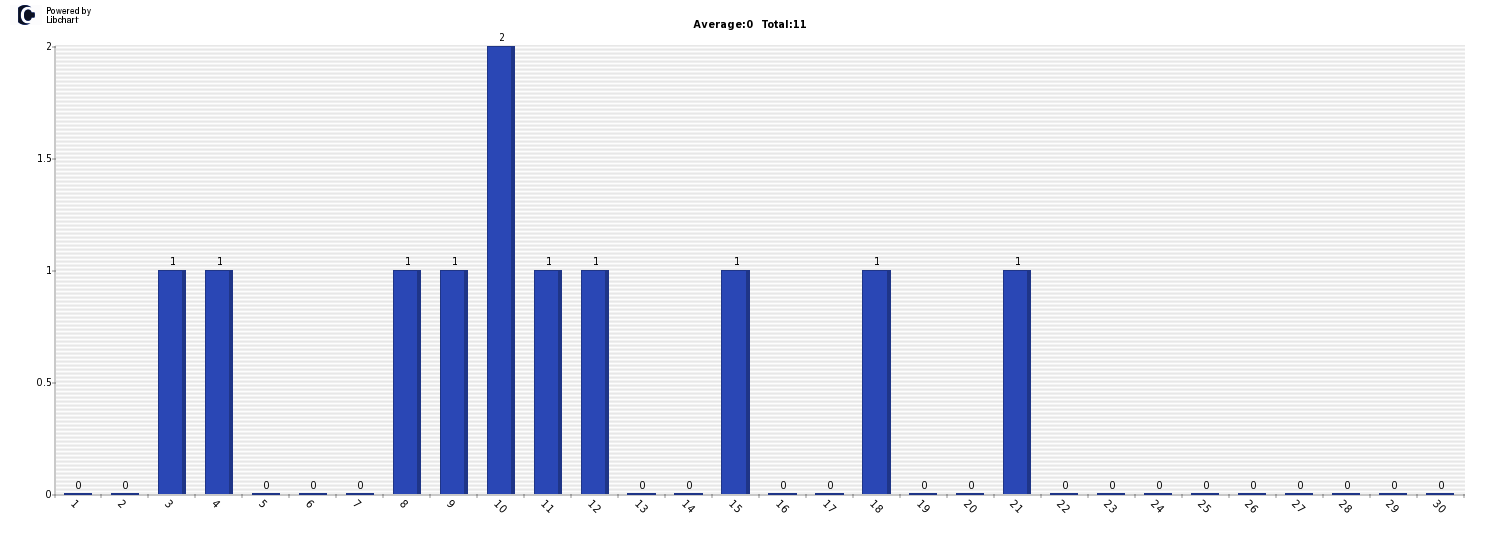 Powered by
Libchart
Average:0 Total:11
2
2
1.5
1 1 1 1 1 1 1 1 1 1
1
0.5
0 0 0 0 0 0 0 0 0 0 0 0 0 0 0 0 0 0 0 0
0
1 2 3 4 5 6 7 8 9 10 11 12 13 14 15 16 17 18 19 20 21 22 23 24 25 26 27 28 29 30